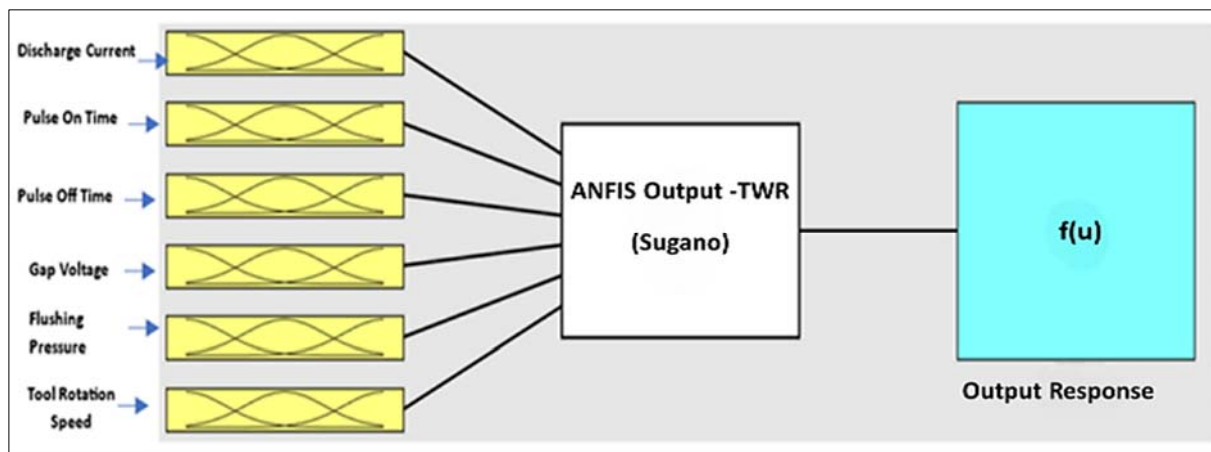 Discharge Current
Pulse On Time
Pulse Off Time
Gap Voltage
Flushing
Pressure
Tool Rotation
Speed
ANFIS Output -TWR
(Sugano)
f(u)
Output Response